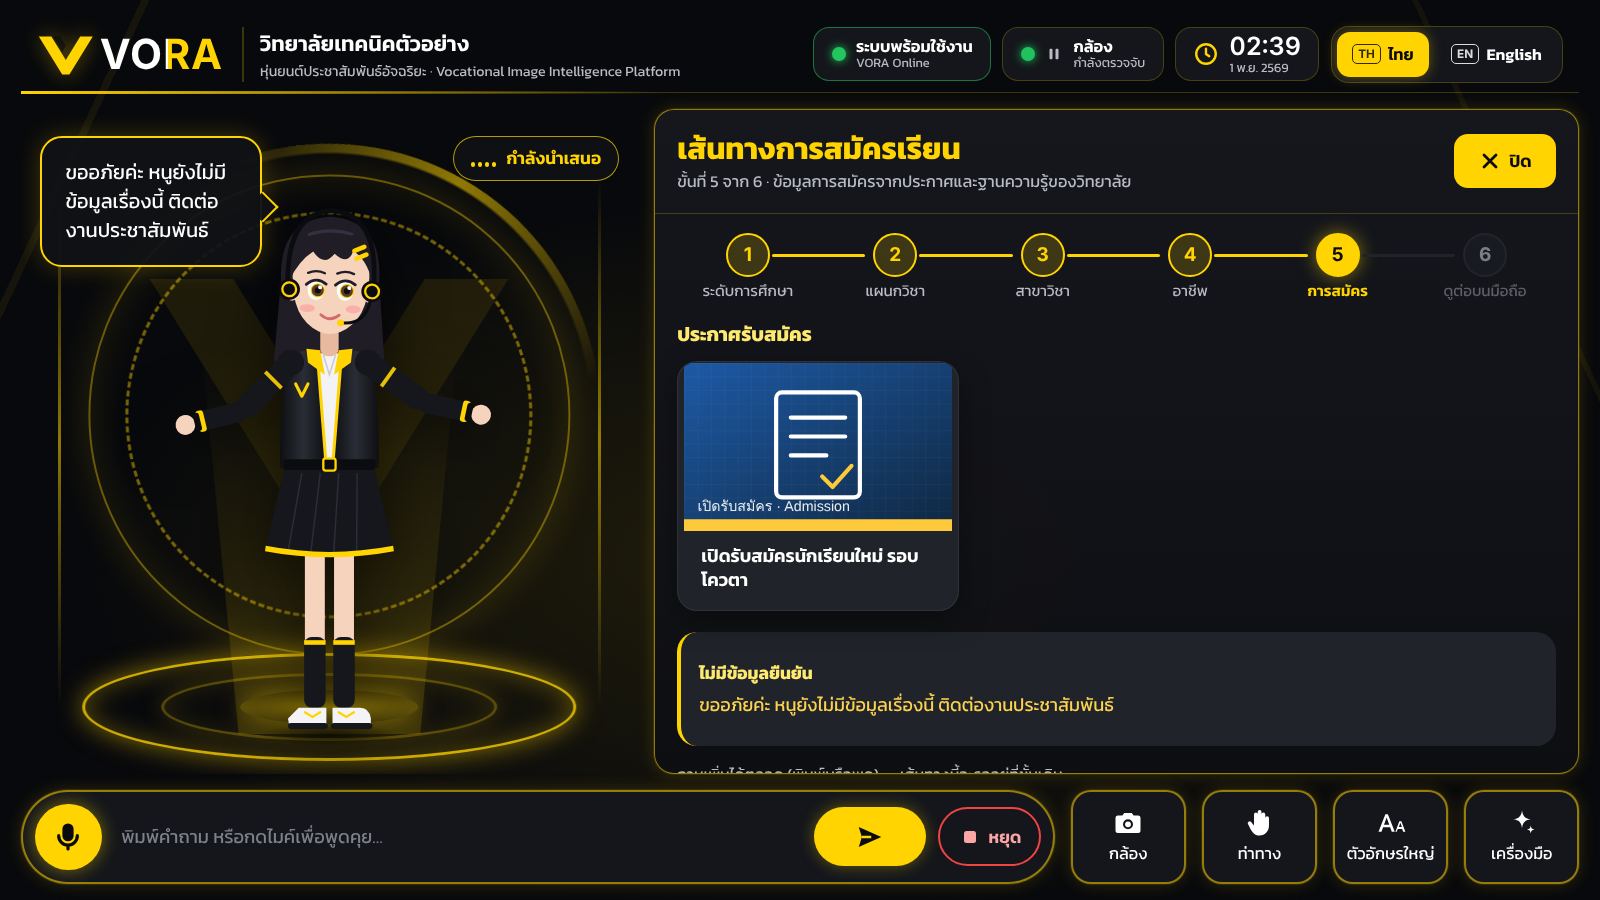 VORA
วิทยาลัยเทคนิคตัวอย่าง
หุ่นยนต์ประชาสัมพันธ์อัจฉริยะ · Vocational Image Intelligence Platform
ระบบพร้อมใช้งาน
VORA Online
กล้อง
กำลังตรวจจับ
02:39
1 พ.ย. 2569
TH ไทย
EN English
ขออภัยค่ะ หนูยังไม่มี
ข้อมูลเรื่องนี้ ติดต่อ
งานประชาสัมพันธ์
กำลังนำเสนอ
เส้นทางการสมัครเรียน
ขั้นที่ 5 จาก 6 · ข้อมูลการสมัครจากประกาศและฐานความรู้ของวิทยาลัย
ปิด
1 2 3 4 5 6
ระดับการศึกษา แผนกวิชา สาขาวิชา อาชีพ การสมัคร ดูต่อบนมือถือ
ประกาศรับสมัคร
เปิดรับสมัคร · Admission
เปิดรับสมัครนักเรียนใหม่ รอบ
โควตา
ไม่มีข้อมูลยืนยัน
ขออภัยค่ะ หนูยังไม่มีข้อมูลเรื่องนี้ ติดต่องานประชาสัมพันธ์
พิมพ์คำถาม หรือกดไมค์เพื่อพูดคุย...
หยุด
กล้อง
ท่าทาง
ตัวอักษรใหญ่
เครื่องมือ